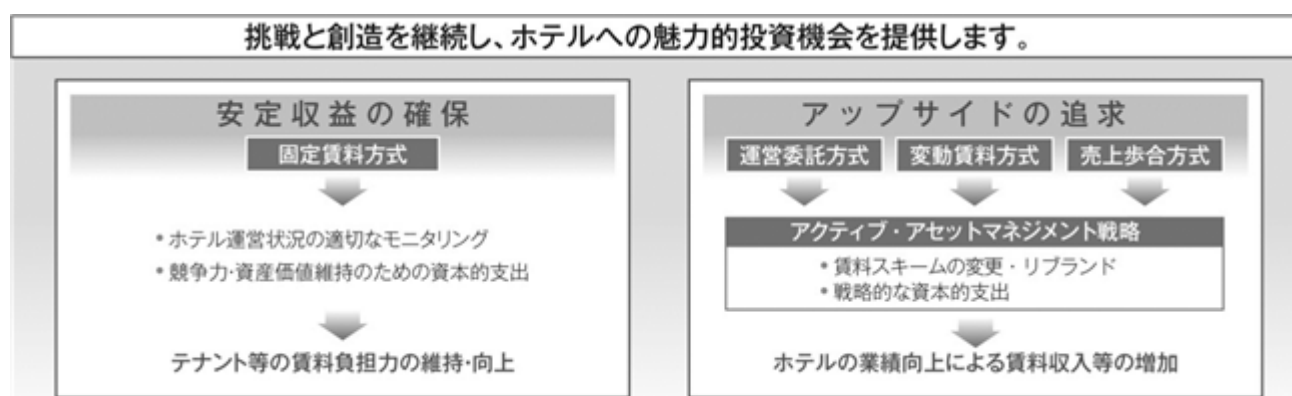 挑戦と創造を継続し、ホテルへの魅力的投資機会を提供します。
安定収益の確保
固定賃料方式
• ホテル運営状況の適切なモニタリング
• 競争力・資産価値維持のための資本的支出
テナント等の賃料負担力の維持・向上
アップサイドの追求
運営委託方式 変動賃料方式 売上歩合方式
アクティブ・アセットマネジメント戦略
• 賃料スキームの変更・リブランド
• 戦略的な資本的支出
ホテルの業績向上による賃料収入等の増加